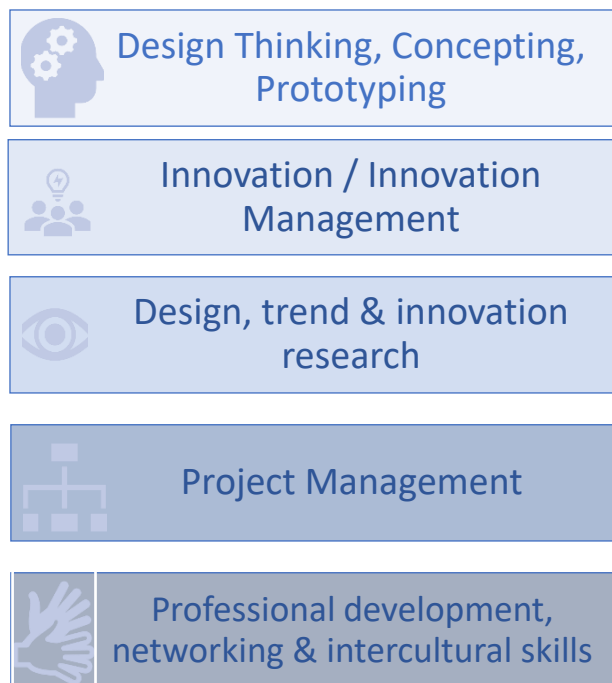 Design Thinking, Concepting,
Prototyping
Innovation / Innovation
Management
Design, trend & innovation
research
Project Management
Professional development,
networking & intercultural skills